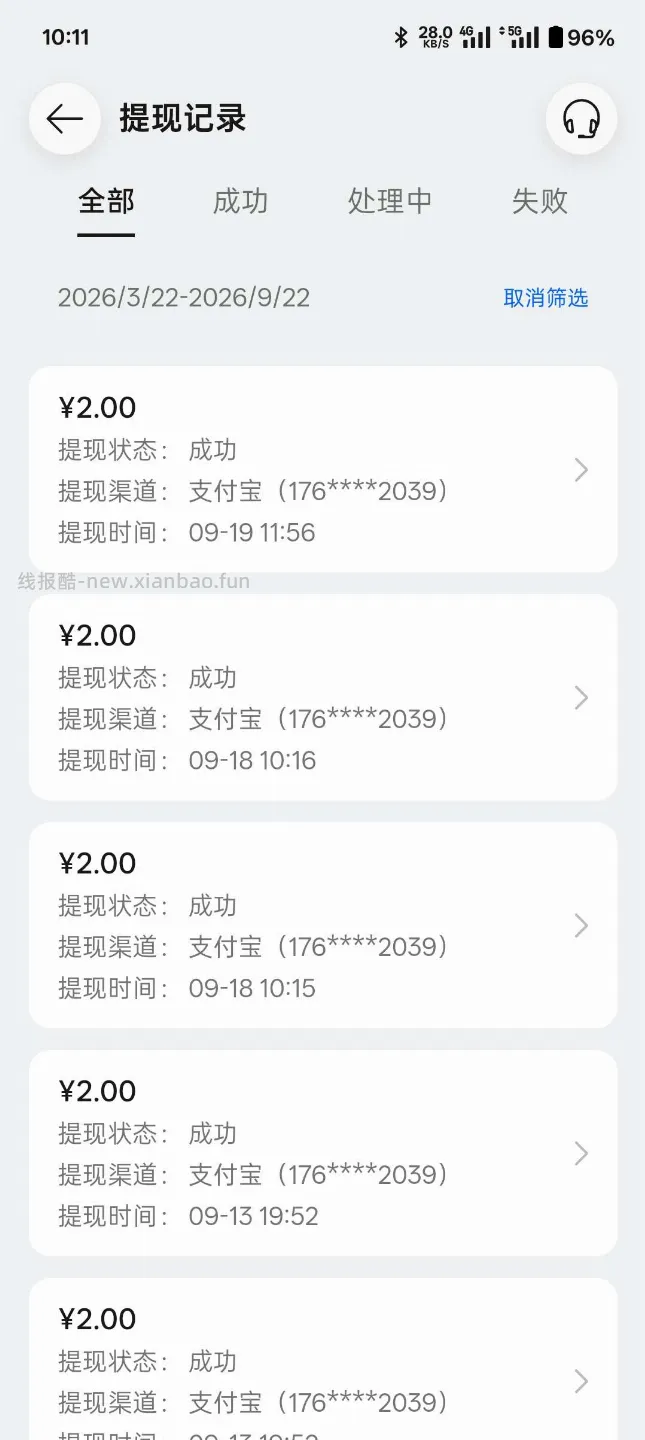 10:11
28.0 KB/S 4G 5G 96%
提现记录
全部 成功 处理中 失败
2026/3/22-2026/9/22 取消筛选
¥2.00
提现状态： 成功
提现渠道： 支付宝（176****2039）
提现时间： 09-19 11:56
线报酷-new.xianbao.fun
¥2.00
提现状态： 成功
提现渠道： 支付宝（176****2039）
提现时间： 09-18 10:16
¥2.00
提现状态： 成功
提现渠道： 支付宝（176****2039）
提现时间： 09-18 10:15
¥2.00
提现状态： 成功
提现渠道： 支付宝（176****2039）
提现时间： 09-13 19:52
¥2.00
提现状态： 成功
提现渠道： 支付宝（176****2039）